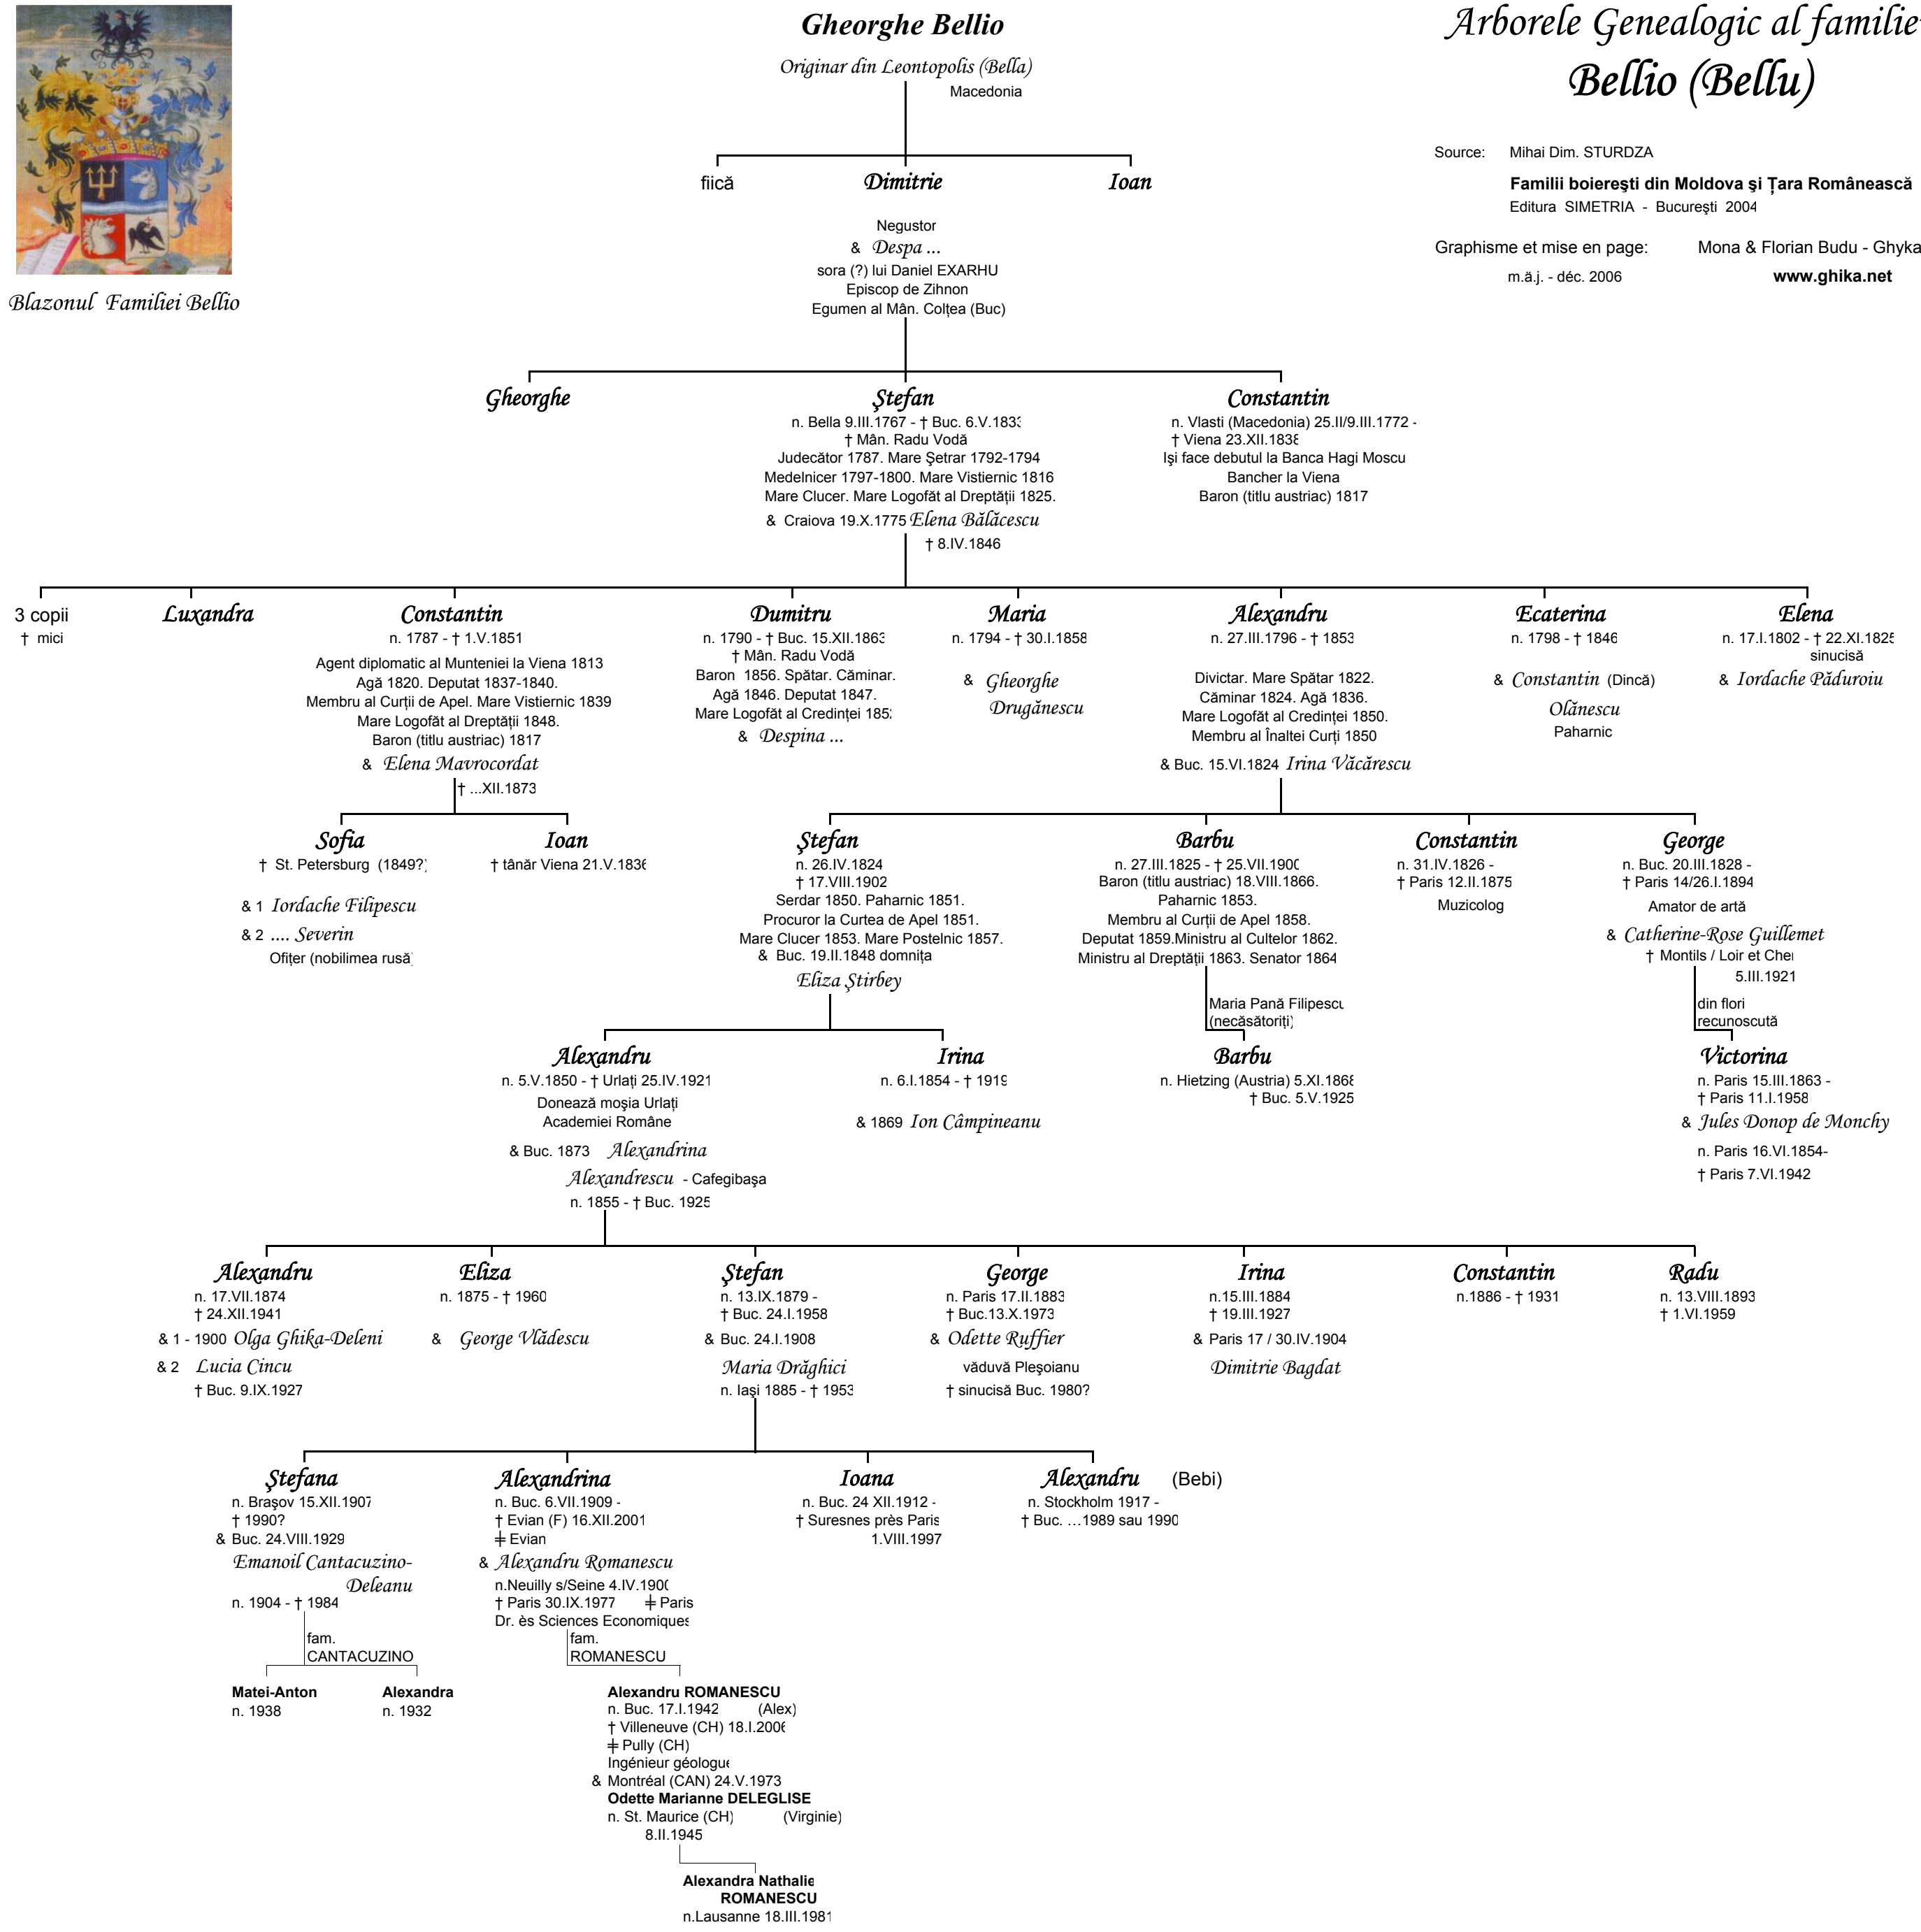 Gheorghe Bellio
Originar din Leontopolis (Bella)
Macedonia
Arborele Genealogic al familiei
Bellio (Bellu)
Source: Mihai Dim. STURDZA
Familii boiereşti din Moldova şi Ţara Românească
Editura SIMETRIA - Bucureşti 2004
Graphisme et mise en page: Mona & Florian Budu - Ghyka
m.ä.j. - déc. 2006 www.ghika.net
Blazonul Familiei Bellio
fiică Dimitrie Ioan
Negustor
& Despa ...
sora (?) lui Daniel EXARHU
Episcop de Zihnon
Egumen al Mân. Colţea (Buc)
Gheorghe
Ştefan
n. Bella 9.III.1767 - † Buc. 6.V.1833
† Mân. Radu Vodă
Judecător 1787. Mare Şetrar 1792-1794
Medelnicer 1797-1800. Mare Vistiernic 1816
Mare Clucer. Mare Logofăt al Dreptăţii 1825.
& Craiova 19.X.1775 Elena Bălăcescu
† 8.IV.1846
Constantin
n. Vlasti (Macedonia) 25.II/9.III.1772 -
† Viena 23.XII.1838
Işi face debutul la Banca Hagi Moscu
Bancher la Viena
Baron (titlu austriac) 1817
3 copii
† mici
Luxandra
Constantin
n. 1787 - † 1.V.1851
Agent diplomatic al Munteniei la Viena 1813
Agă 1820. Deputat 1837-1840.
Membru al Curţii de Apel. Mare Vistiernic 1839
Mare Logofăt al Dreptăţii 1848.
Baron (titlu austriac) 1817
& Elena Mavrocordat
† ...XII.1873
Dumitru
n. 1790 - † Buc. 15.XII.1863
† Mân. Radu Vodă
Baron 1856. Spătar. Căminar.
Agă 1846. Deputat 1847.
Mare Logofăt al Credinţei
& Despina ...
Maria
n. 1794 - † 30.I.1858
& Gheorghe
Drugănescu
Alexandru
n. 27.III.1796 - † 1853
Divictar. Mare Spătar 1822.
Căminar 1824. Agă 1836.
Mare Logofăt al Credinţei 1850.
Membru al Înaltei Curţi 1850
& Buc. 15.VI.1824 Irina Văcărescu
Ecaterina
n. 1798 - † 1846
& Constantin (Dincă)
Olănescu
Paharnic
Elena
n. 17.I.1802 - † 22.XI.1825
sinucisă
& Iordache Păduroiu
Sofia
† St. Petersburg (1849?)
& 1 Iordache Filipescu
& 2 .... Severin
Ofiţer (nobilimea rusă)
Ioan
† tânăr Viena 21.V.1836
Ştefan
n. 26.IV.1824
† 17.VIII.1902
Serdar 1850. Paharnic 1851.
Procuror la Curtea de Apel 1851.
Mare Clucer 1853. Mare Postelnic 1857.
& Buc. 19.II.1848 domniţa
Eliza Ştirbey
Barbu
n. 27.III.1825 - † 25.VII.1900
Baron (titlu austriac) 18.VIII.1866.
Paharnic 1853.
Membru al Curţii de Apel 1858.
Deputat 1859.Ministru al Cultelor 1862.
Ministru al Dreptăţii 1863. Senator 1864
Maria Pană Filipescu
(necăsătoriţi)
Constantin
n. 31.IV.1826 -
† Paris 12.II.1875
Muzicolog
George
n. Buc. 20.III.1828 -
† Paris 14/26.I.1894
Amator de artă
& Catherine-Rose Guillemet
† Montils / Loir et Cher
5.III.1921
din flori
recunoscută
Alexandru
n. 5.V.1850 - † Urlaţi 25.IV.1921
Donează moşia Urlaţi
Academiei Române
& Buc. 1873 Alexandrina
Alexandrescu - Cafegibaşa
n. 1855 - † Buc. 1925
Irina
n. 6.I.1854 - † 1919
& 1869 Ion Câmpineanu
Barbu
n. Hietzing (Austria) 5.XI.1868
† Buc. 5.V.1925
Victorina
n. Paris 15.III.1863 -
† Paris 11.I.1958
& Jules Donop de Monchy
n. Paris 16.VI.1854-
† Paris 7.VI.1942
Alexandru
n. 17.VII.1874
† 24.XII.1941
& 1 - 1900 Olga Ghika-Deleni
& 2 Lucia Cincu
† Buc. 9.IX.1927
Eliza
n. 1875 - † 1960
& George Vlădescu
Ştefan
n. 13.IX.1879 -
† Buc. 24.I.1958
& Buc. 24.I.1908
Maria Drăghici
n. Iaşi 1885 - † 1953
George
n. Paris 17.II.1883
† Buc.13.X.1973
& Odette Ruffier
văduvă Pleşoianu
† sinucisă Buc. 1980?
Irina
n.15.III.1884
† 19.III.1927
& Paris 17 / 30.IV.1904
Dimitrie Bagdat
Constantin
n.1886 - † 1931
Radu
n. 13.VIII.1893
† 1.VI.1959
Ştefana
n. Braşov 15.XII.1907
† 1990?
& Buc. 24.VIII.1929
Emanoil Cantacuzino-
Deleanu
n. 1904 - † 1984
fam.
CANTACUZINO
Alexandrina
n. Buc. 6.VII.1909 -
† Evian (F) 16.XII.2001
ǂ Evian
& Alexandru Romanescu
n.Neuilly s/Seine 4.IV.1900
† Paris 30.IX.1977 ǂ Paris
Dr. ès Sciences Economiques
fam.
ROMANESCU
Ioana
n. Buc. 24 XII.1912 -
† Suresnes près Paris
1.VIII.1997
Alexandru (Bebi)
n. Stockholm 1917 -
† Buc. …1989 sau 1990
Matei-Anton
n. 1938
Alexandra
n. 1932
Alexandru ROMANESCU
n. Buc. 17.I.1942 (Alex)
† Villeneuve (CH) 18.I.2006
ǂ Pully (CH)
Ingénieur géologue
& Montréal (CAN) 24.V.1973
Odette Marianne DELEGLISE
n. St. Maurice (CH) (Virginie)
8.II.1945
Alexandra Nathalie
ROMANESCU
n.Lausanne 18.III.1981